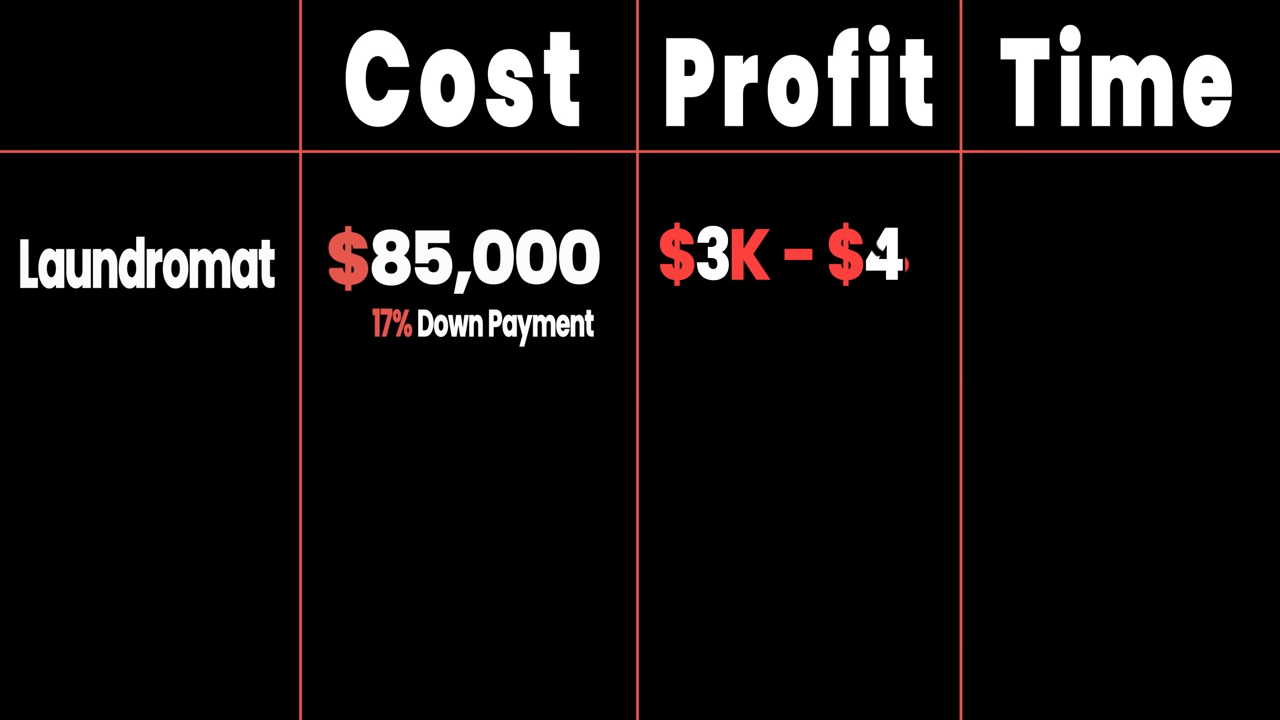 Cost Profit Time
Laundromat $85,000 $3K - $4
17% Down Payment